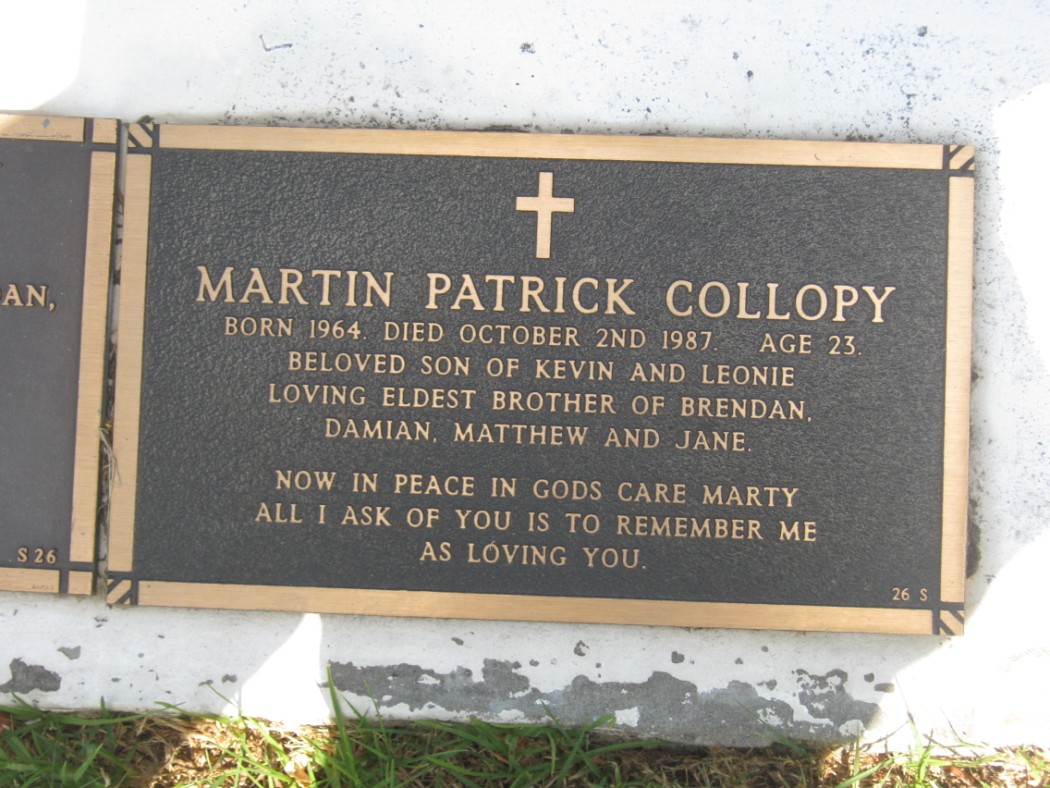 MARTIN PATRICK COLLOPY
BORN 1964. DIED OCTOBER 2ND 1987. AGE 23.
BELOVED SON OF KEVIN AND LEONIE
LOVING ELDEST BROTHER OF BRENDAN,
DAMIAN, MATTHEW AND JANE.
NOW IN PEACE IN GODS CARE MARTY
ALL I ASK OF YOU IS TO REMEMBER ME
AS LOVING YOU.
26 S
AN,
S 26